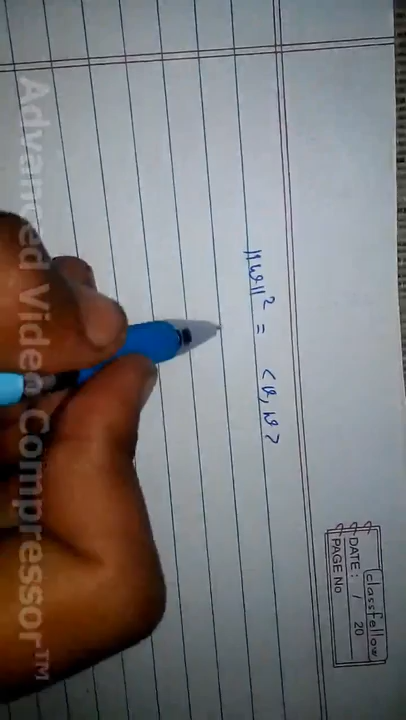 ||v||² = <v, v>
classfellow
DATE: / 20
PAGE No
Advanced Video Compressor™